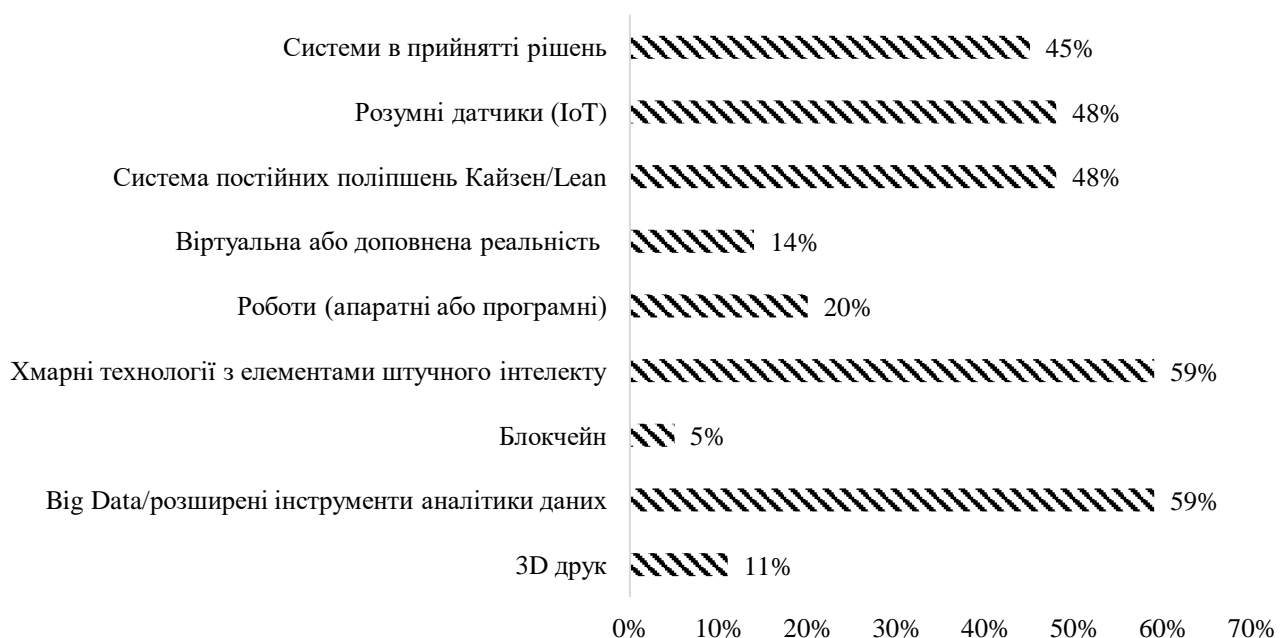 Системи в прийнятті рішень 45%
Розумні датчики (IoT) 48%
Система постійних поліпшень Кайзен/Lean 48%
Віртуальна або доповнена реальність 14%
Роботи (апаратні або програмні) 20%
Хмарні технології з елементами штучного інтелекту 59%
Блокчейн 5%
Big Data/розширені інструменти аналітики даних 59%
3D друк 11%
0% 10% 20% 30% 40% 50% 60% 70%